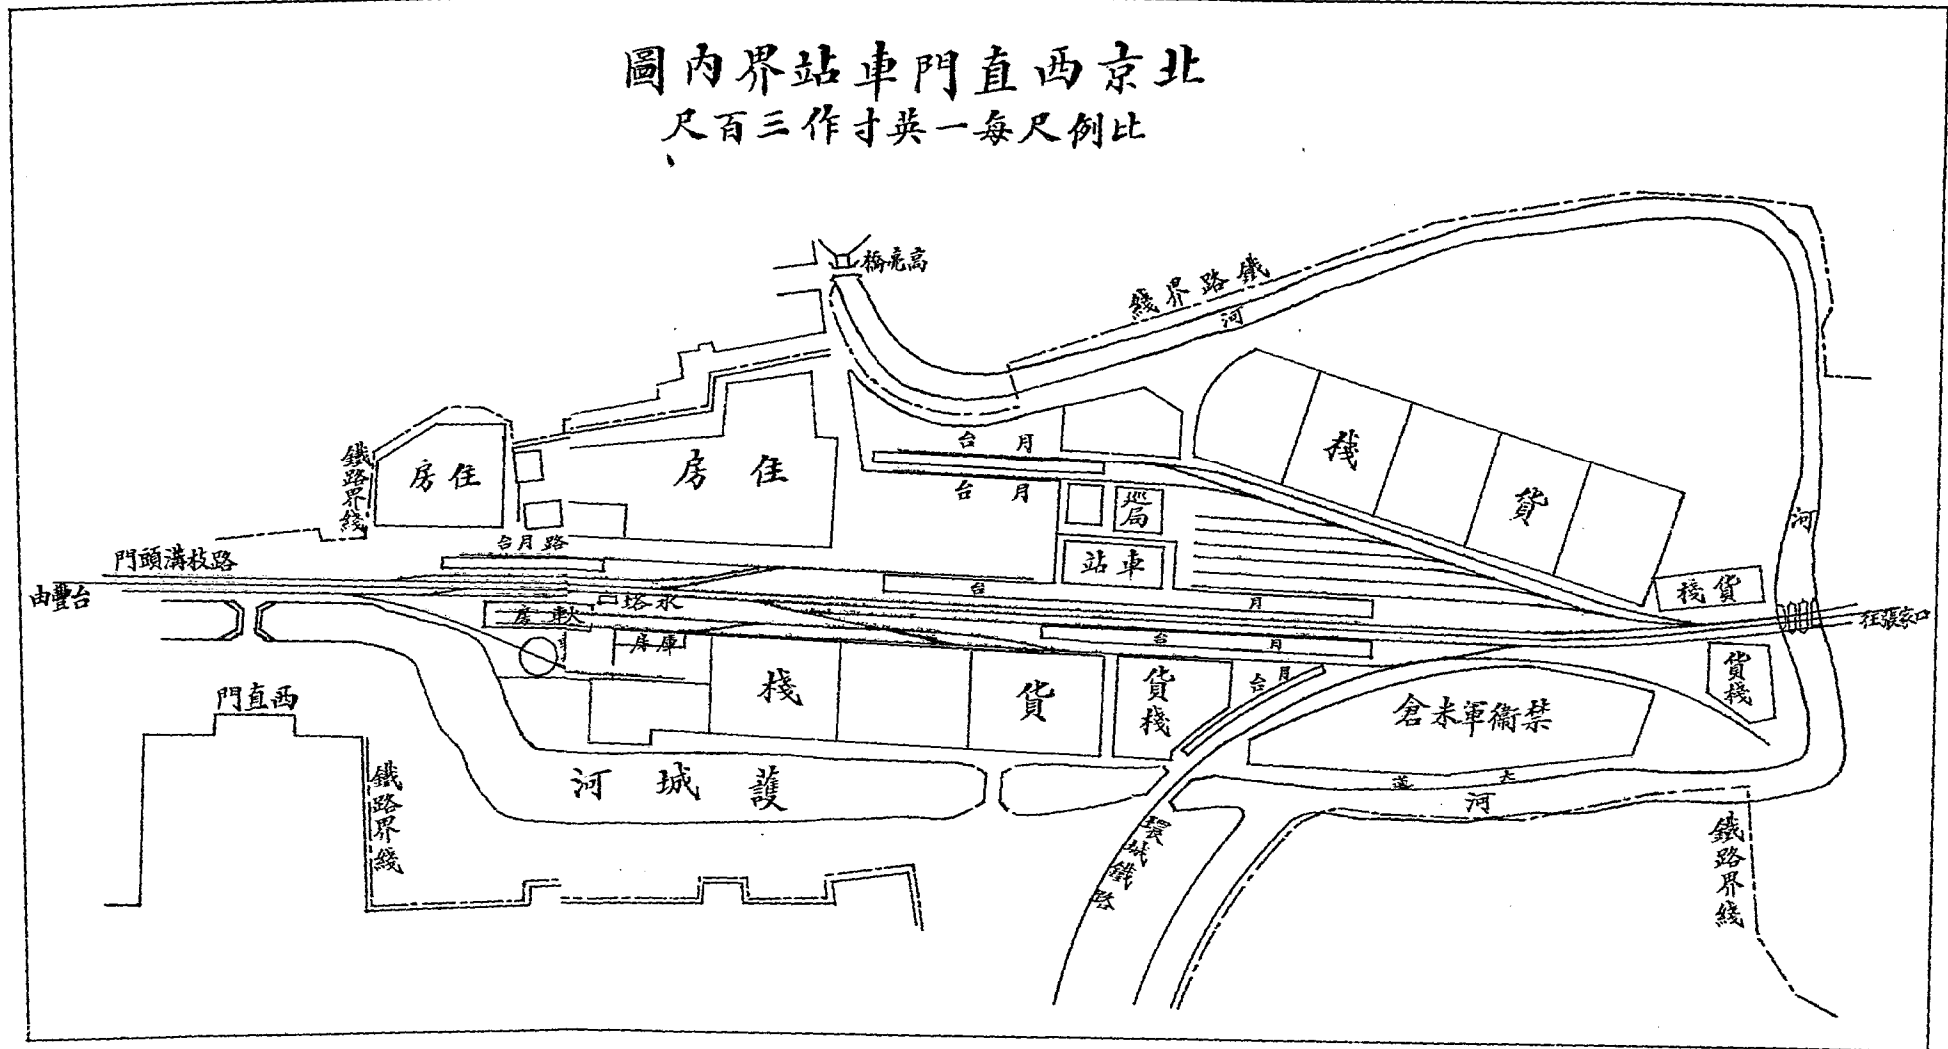 北京西直門車站界內圖
比例尺每一英寸作三百尺
高亮橋
鐵路界綫
河
鐵路界綫
住房
住房
月台
月台
巡局
車站
貨棧
河
貨棧
路月台
門頭溝枝路
由豐台
水塔
火車房
庫房
月台
月台
月台
往張家口
貨棧
貨棧
貨棧
禁衛軍米倉
西直門
鐵路界綫
護城河
大道
河
環城鐵路
鐵路界綫